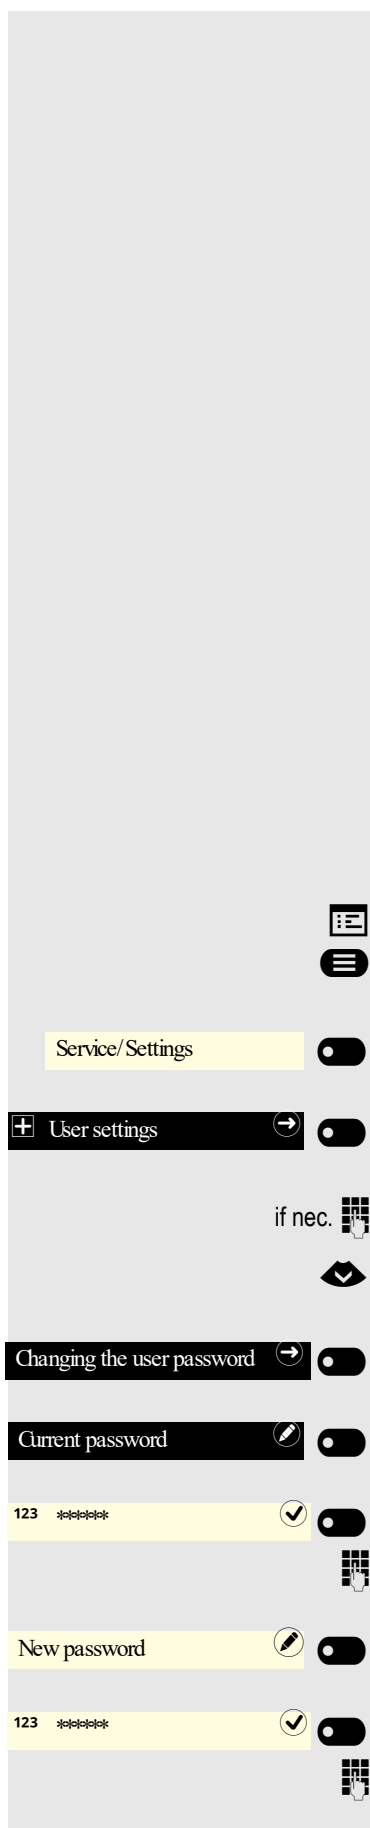 Service/Settings
User settings
if nec.
Changing the user password
Current password
123 ******
New password
123 ******